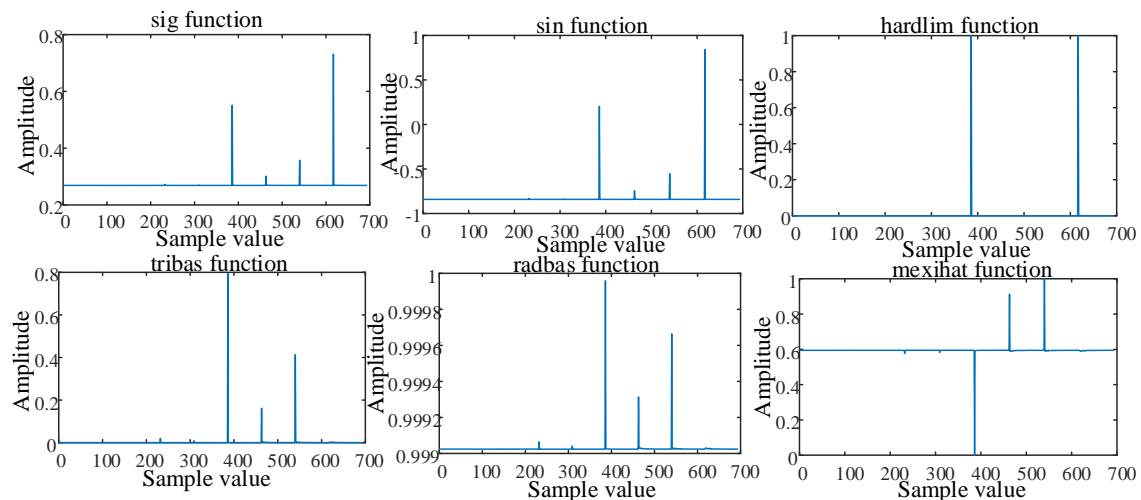 sig function
0.8
0.6
0.4
0.2
Amplitude
0 100 200 300 400 500 600 700
Sample value
sin function
1
0.5
0
-0.5
-1
Amplitude
0 100 200 300 400 500 600 700
Sample value
hardlim function
1
0.8
0.6
0.4
0.2
0
Amplitude
0 100 200 300 400 500 600 700
Sample value
tribas function
0.8
0.6
0.4
0.2
0
Amplitude
0 100 200 300 400 500 600 700
Sample value
radbas function
1
0.9998
0.9996
0.9994
0.9992
0.999
Amplitude
0 100 200 300 400 500 600 700
Sample value
mexihat function
1
0.8
0.6
0.4
0.2
0
Amplitude
0 100 200 300 400 500 600 700
Sample value